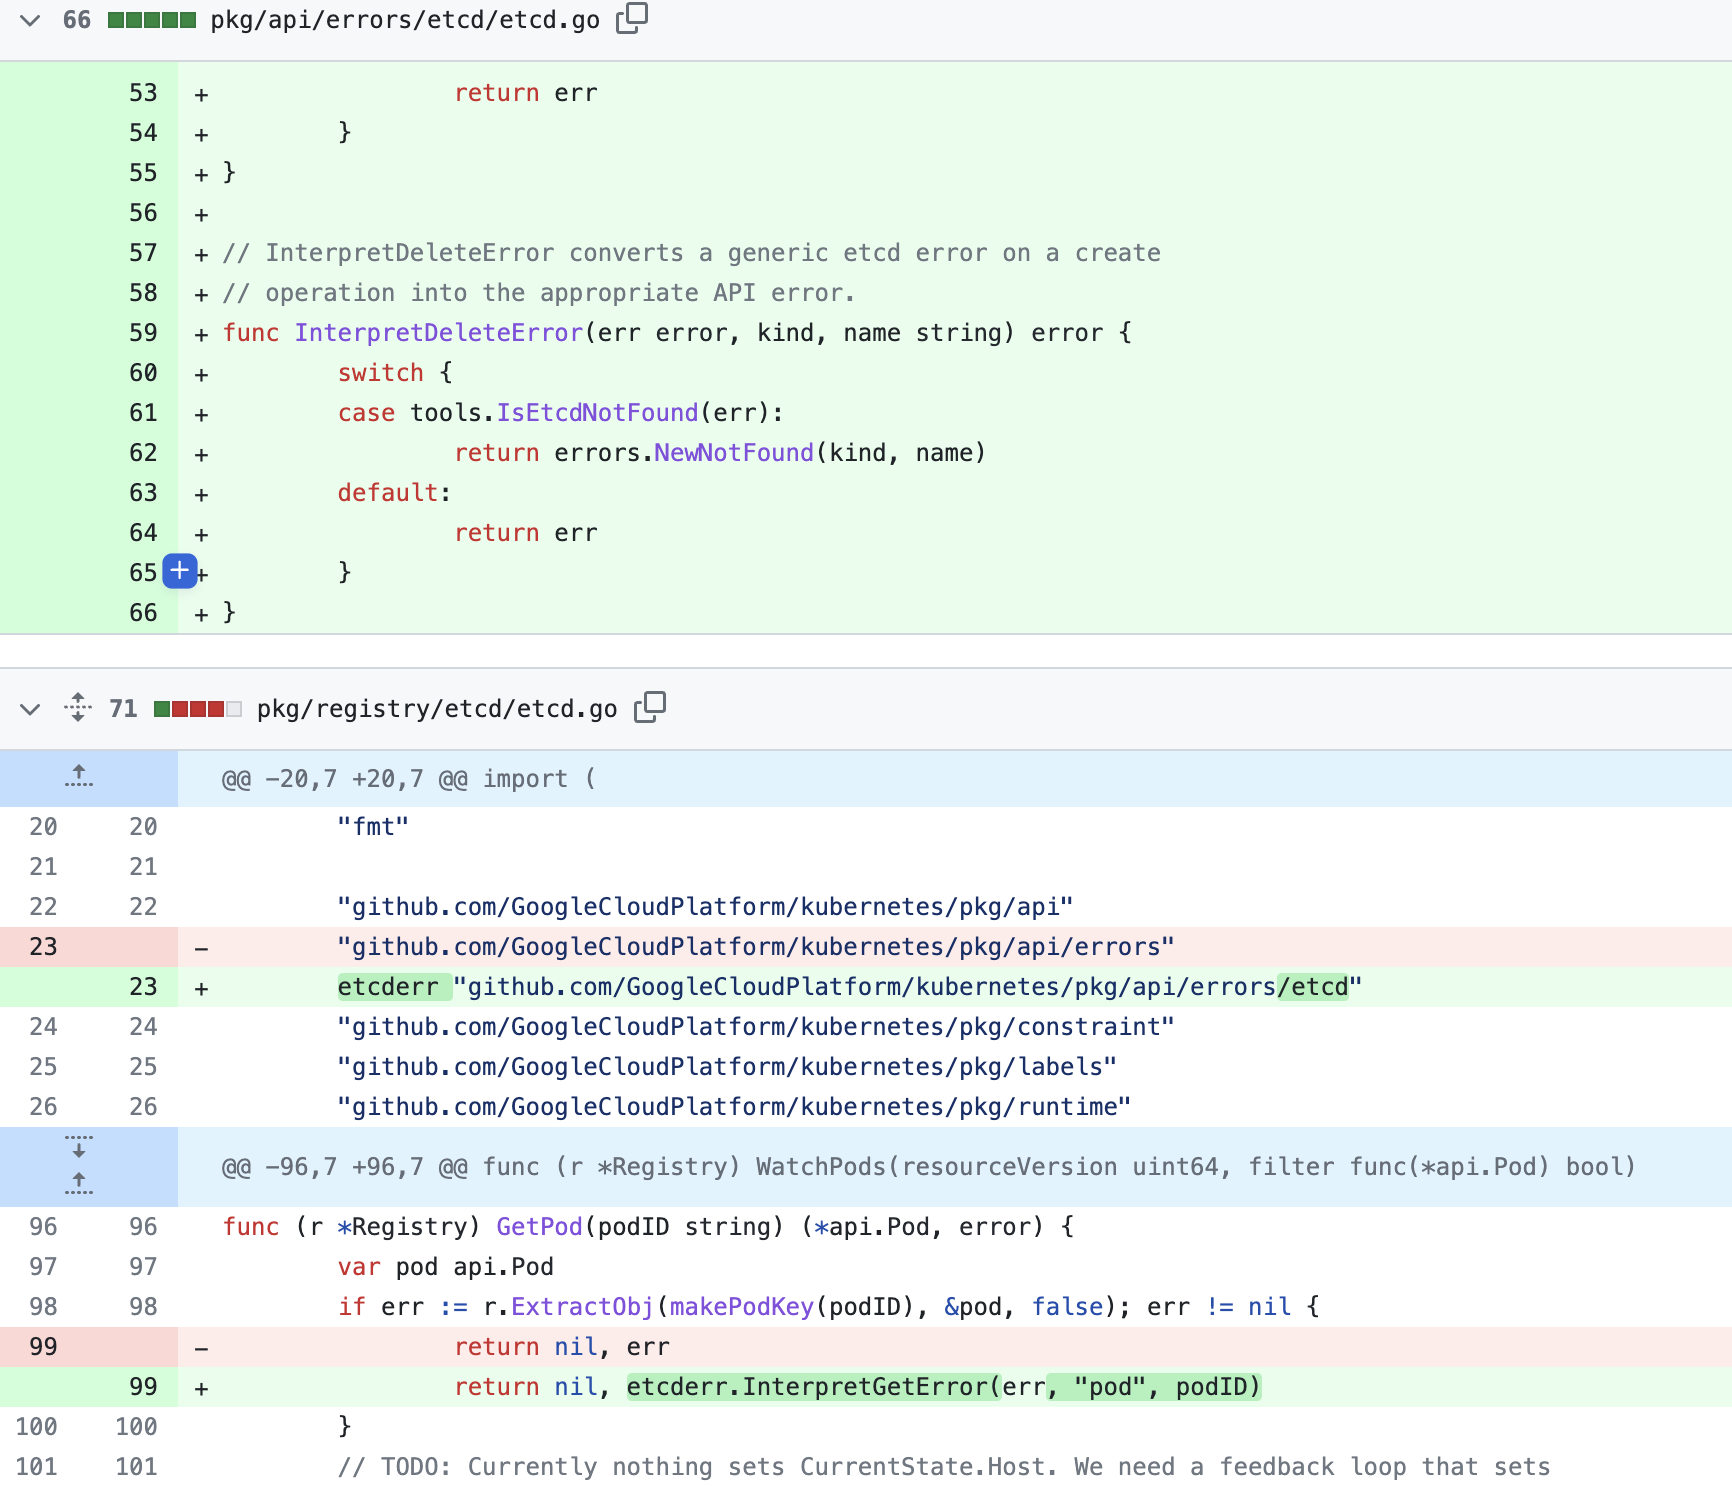 66 pkg/api/errors/etcd/etcd.go
53 + return err
54 + }
55 + }
56 +
57 + // InterpretDeleteError converts a generic etcd error on a create
58 + // operation into the appropriate API error.
59 + func InterpretDeleteError(err error, kind, name string) error {
60 + switch {
61 + case tools.IsEtcdNotFound(err):
62 + return errors.NewNotFound(kind, name)
63 + default:
64 + return err
65 + + }
66 + }
71 pkg/registry/etcd/etcd.go
@@ -20,7 +20,7 @@ import (
20 20 "fmt"
21 21
22 22 "github.com/GoogleCloudPlatform/kubernetes/pkg/api"
23 - "github.com/GoogleCloudPlatform/kubernetes/pkg/api/errors"
23 + etcderr "github.com/GoogleCloudPlatform/kubernetes/pkg/api/errors/etcd"
24 24 "github.com/GoogleCloudPlatform/kubernetes/pkg/constraint"
25 25 "github.com/GoogleCloudPlatform/kubernetes/pkg/labels"
26 26 "github.com/GoogleCloudPlatform/kubernetes/pkg/runtime"
@@ -96,7 +96,7 @@ func (r *Registry) WatchPods(resourceVersion uint64, filter func(*api.Pod) bool)
96 96 func (r *Registry) GetPod(podID string) (*api.Pod, error) {
97 97 var pod api.Pod
98 98 if err := r.ExtractObj(makePodKey(podID), &pod, false); err != nil {
99 - return nil, err
99 + return nil, etcderr.InterpretGetError(err, "pod", podID)
100 100 }
101 101 // TODO: Currently nothing sets CurrentState.Host. We need a feedback loop that sets